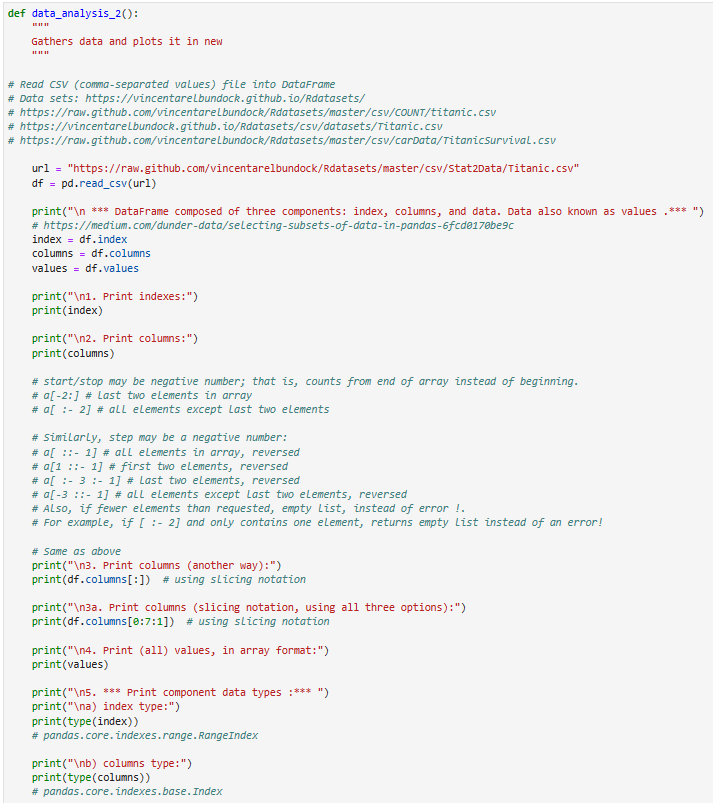 def data_analysis_2():
    """
    Gathers data and plots it in new
    """

# Read CSV (comma-separated values) file into DataFrame
# Data sets: https://vincentarelbundock.github.io/Rdatasets/
# https://raw.github.com/vincentarelbundock/Rdatasets/master/csv/COUNT/titanic.csv
# https://vincentarelbundock.github.io/Rdatasets/csv/datasets/Titanic.csv
# https://raw.github.com/vincentarelbundock/Rdatasets/master/csv/carData/TitanicSurvival.csv

    url = "https://raw.github.com/vincentarelbundock/Rdatasets/master/csv/Stat2Data/Titanic.csv"
    df = pd.read_csv(url)

    print("\n *** DataFrame composed of three components: index, columns, and data. Data also known as values .*** ")
    # https://medium.com/dunder-data/selecting-subsets-of-data-in-pandas-6fcd0170be9c
    index = df.index
    columns = df.columns
    values = df.values

    print("\n1. Print indexes:")
    print(index)

    print("\n2. Print columns:")
    print(columns)

    # start/stop may be negative number; that is, counts from end of array instead of beginning.
    # a[-2:] # last two elements in array
    # a[ :- 2] # all elements except last two elements

    # Similarly, step may be a negative number:
    # a[ ::- 1] # all elements in array, reversed
    # a[1 ::- 1] # first two elements, reversed
    # a[ :- 3 :- 1] # last two elements, reversed
    # a[-3 ::- 1] # all elements except last two elements, reversed
    # Also, if fewer elements than requested, empty list, instead of error !.
    # For example, if [ :- 2] and only contains one element, returns empty list instead of an error!

    # Same as above
    print("\n3. Print columns (another way):")
    print(df.columns[:])  # using slicing notation

    print("\n3a. Print columns (slicing notation, using all three options):")
    print(df.columns[0:7:1])  # using slicing notation

    print("\n4. Print (all) values, in array format:")
    print(values)

    print("\n5. *** Print component data types :*** ")
    print("\na) index type:")
    print(type(index))
    # pandas.core.indexes.range.RangeIndex

    print("\nb) columns type:")
    print(type(columns))
    # pandas.core.indexes.base.Index